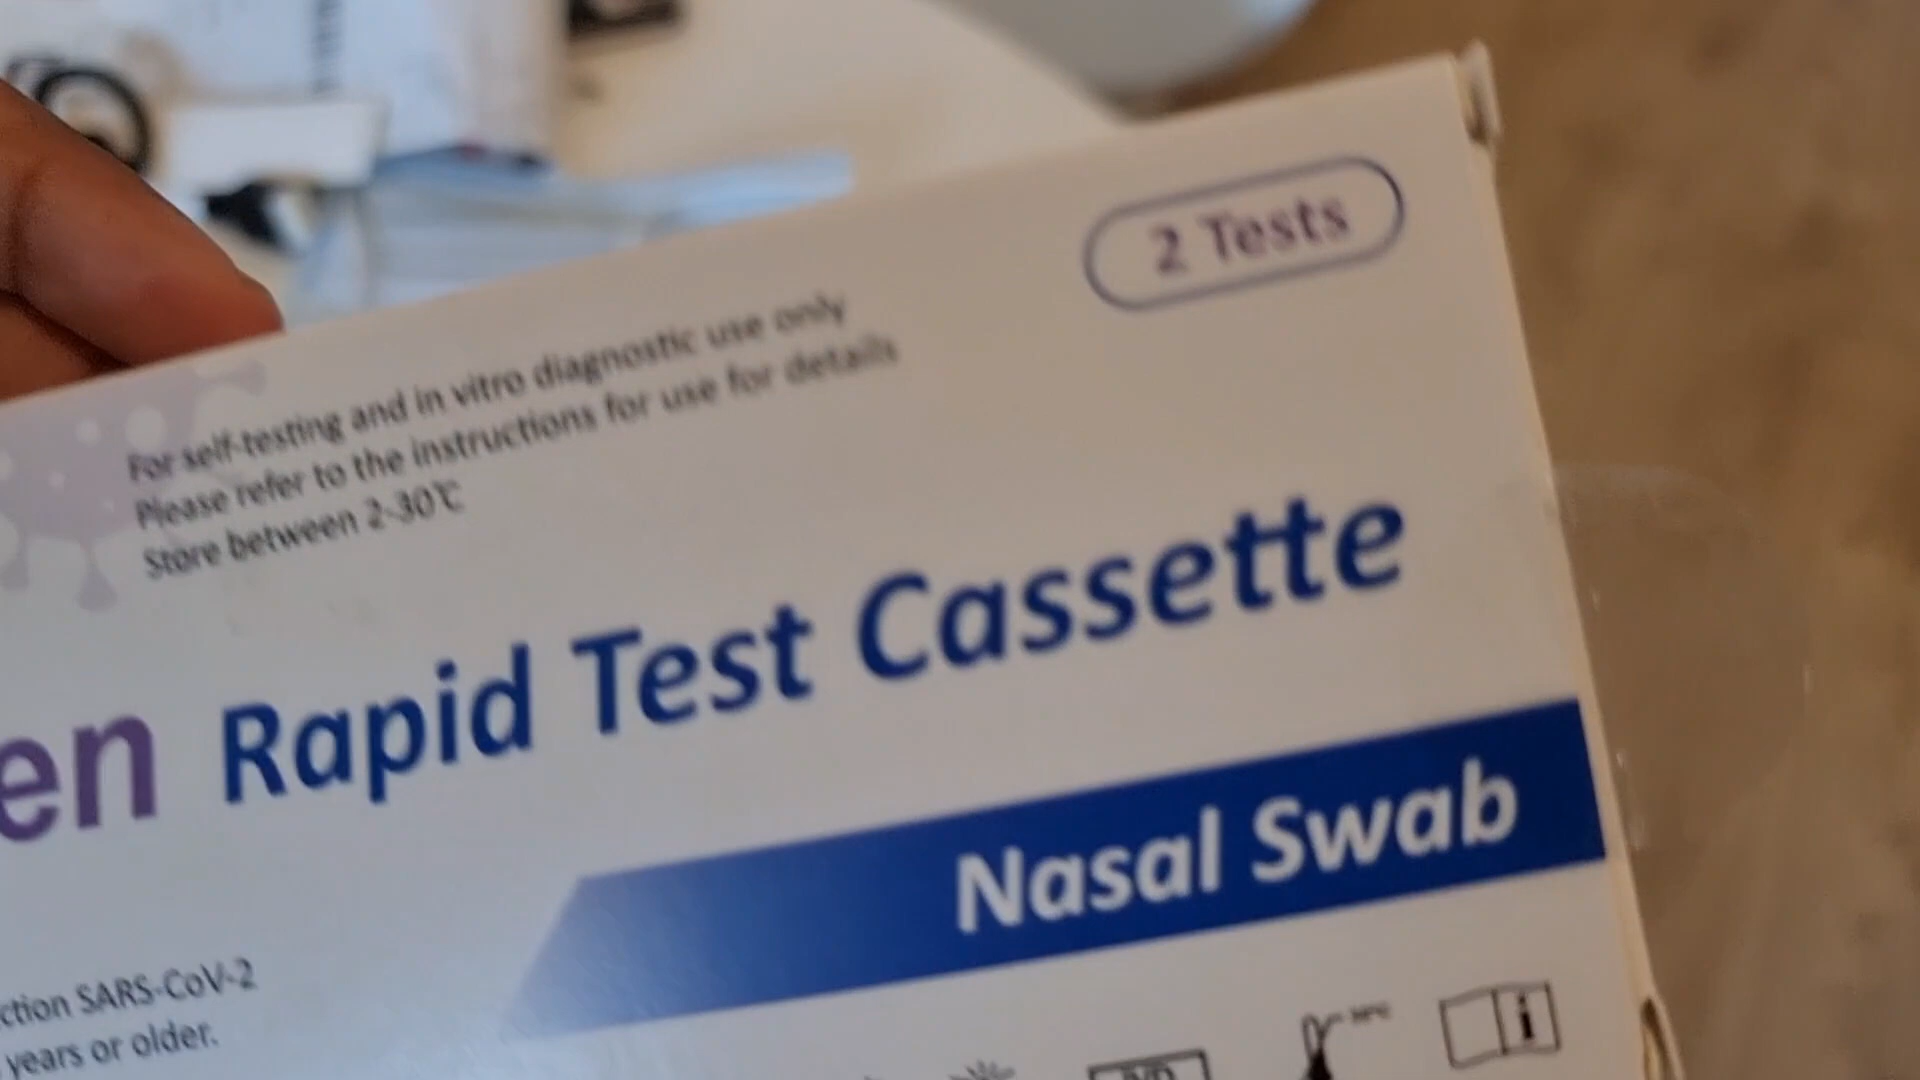 2 Tests
For self-testing and in vitro diagnostic use only
Please refer to the instructions for use for details
Store between 2-30℃
en Rapid Test Cassette
Nasal Swab
ction SARS-CoV-2
years or older.
IVD
i